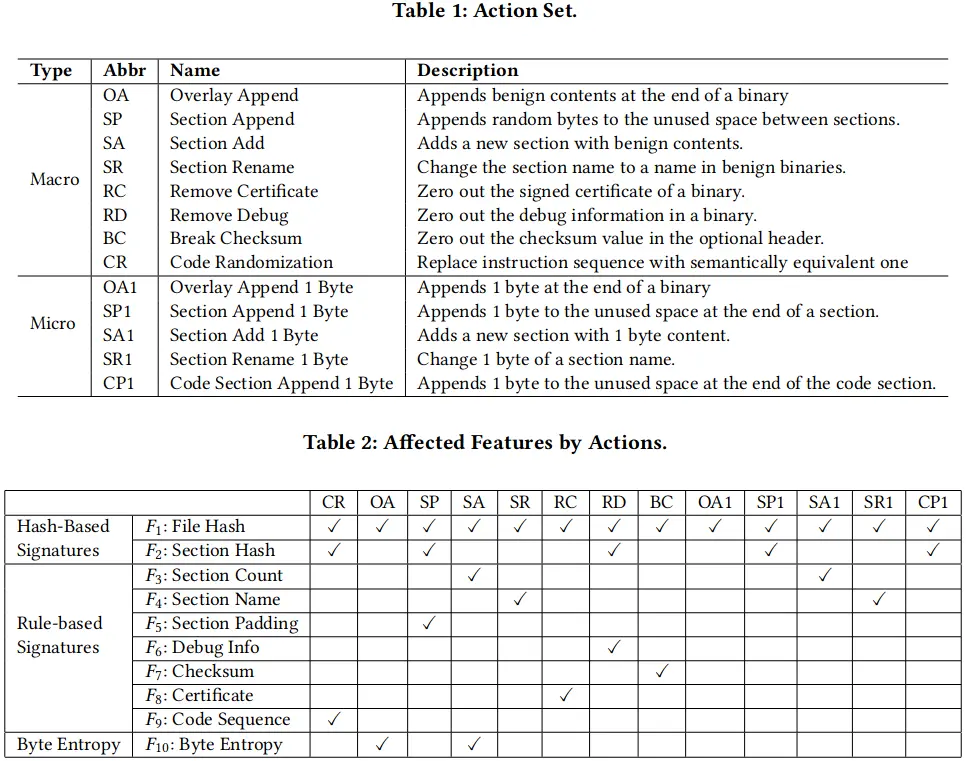 Table 1: Action Set.
Type Abbr Name Description
OA Overlay Append Appends benign contents at the end of a binary
SP Section Append Appends random bytes to the unused space between sections.
SA Section Add Adds a new section with benign contents.
SR Section Rename Change the section name to a name in benign binaries.
Macro
RC Remove Certificate Zero out the signed certificate of a binary.
RD Remove Debug Zero out the debug information in a binary.
BC Break Checksum Zero out the checksum value in the optional header.
CR Code Randomization Replace instruction sequence with semantically equivalent one
OA1 Overlay Append 1 Byte Appends 1 byte at the end of a binary
SP1 Section Append 1 Byte Appends 1 byte to the unused space at the end of a section.
Micro
SA1 Section Add 1 Byte Adds a new section with 1 byte content.
SR1 Section Rename 1 Byte Change 1 byte of a section name.
CP1 Code Section Append 1 Byte Appends 1 byte to the unused space at the end of the code section.
Table 2: Affected Features by Actions.
CR OA SP SA SR RC RD BC OA1 SP1 SA1 SR1 CP1
Hash-Based F1: File Hash ✓ ✓ ✓ ✓ ✓ ✓ ✓ ✓ ✓ ✓ ✓ ✓ ✓
Signatures F2: Section Hash ✓ ✓ ✓ ✓ ✓
F3: Section Count ✓ ✓
F4: Section Name ✓ ✓
Rule-based F5: Section Padding ✓
Signatures F6: Debug Info ✓
F7: Checksum ✓
F8: Certificate ✓
F9: Code Sequence ✓
Byte Entropy F10: Byte Entropy ✓ ✓